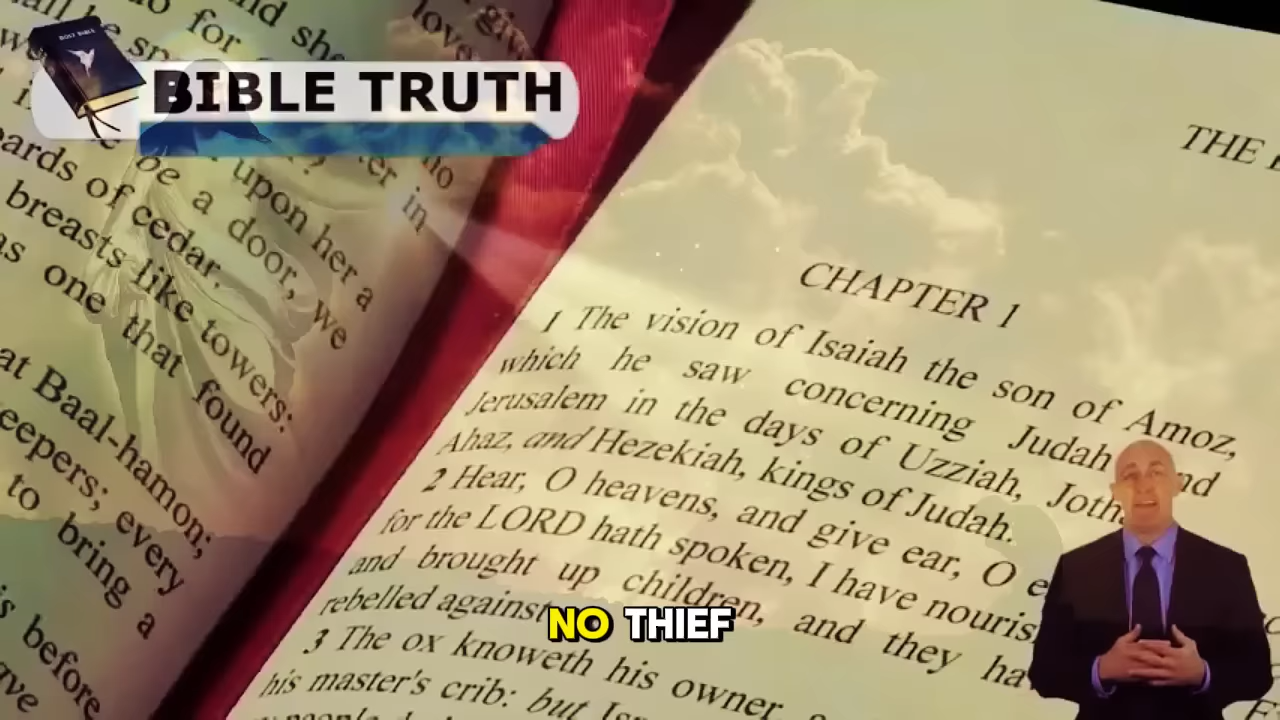 HOLY BIBLE
BIBLE TRUTH
for
love
be a door, we
upon her a
in
boards of cedar,
breasts like towers:
as one that found
at Baal-hamon;
keepers; every
to bring a
before
THE
CHAPTER 1
1 The vision of Isaiah the son of Amoz,
which he saw concerning Judah and
Jerusalem in the days of Uzziah, Joth
Ahaz, and Hezekiah, kings of Judah.
2 Hear, O heavens, and give ear, O e
for the LORD hath spoken, I have nouris
and brought up children, and they ha
rebelled against
3 The ox knoweth his owner,
his master's crib: but
NO THIEF